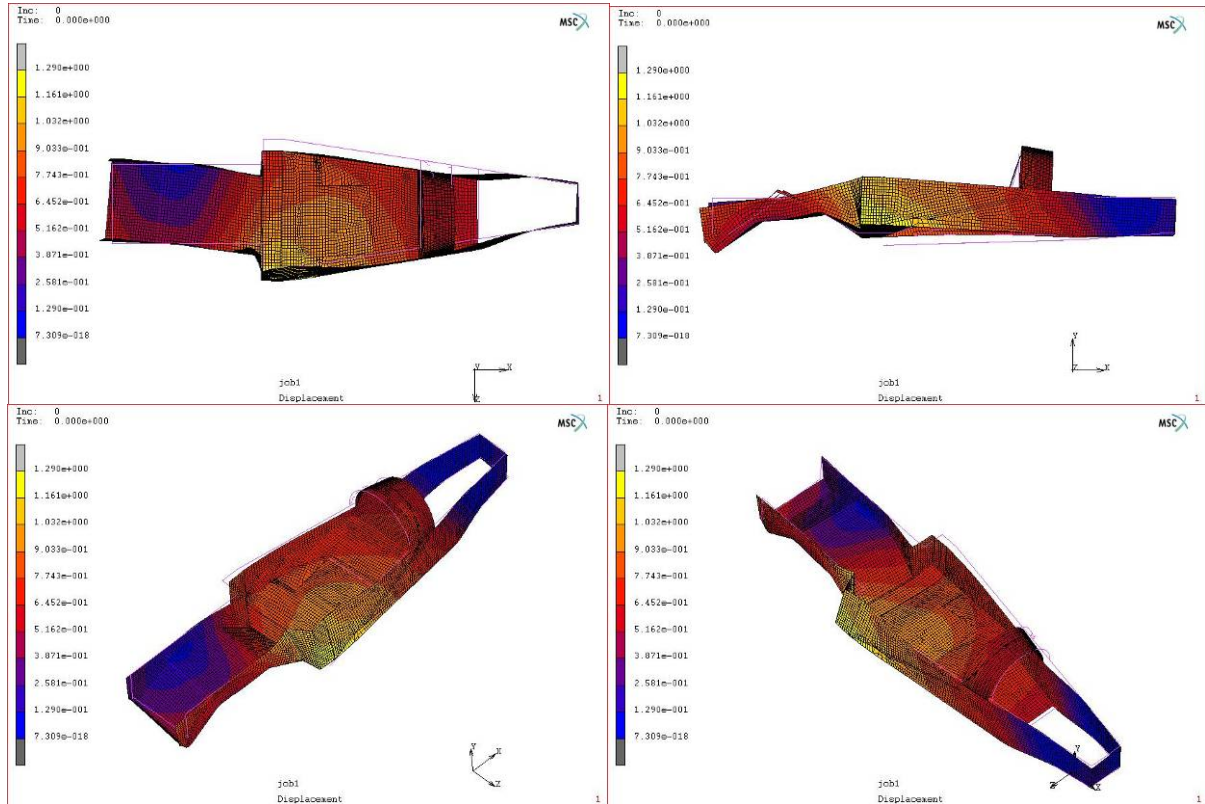 Inc: 0
Time: 0.000e+000
MSC
1.290e+000
1.161e+000
1.032e+000
9.033e-001
7.743e-001
6.452e-001
5.162e-001
3.871e-001
2.581e-001
1.290e-001
7.309e-018
Y
X
Z
job1
Displacement
1
Inc: 0
Time: 0.000e+000
MSC
1.290e+000
1.161e+000
1.032e+000
9.033e-001
7.743e-001
6.452e-001
5.162e-001
3.871e-001
2.581e-001
1.290e-001
7.309e-018
Y
Z
X
job1
Displacement
1
Inc: 0
Time: 0.000e+000
MSC
1.290e+000
1.161e+000
1.032e+000
9.033e-001
7.743e-001
6.452e-001
5.162e-001
3.871e-001
2.581e-001
1.290e-001
7.309e-018
Y
X
Z
job1
Displacement
1
Inc: 0
Time: 0.000e+000
MSC
1.290e+000
1.161e+000
1.032e+000
9.033e-001
7.743e-001
6.452e-001
5.162e-001
3.871e-001
2.581e-001
1.290e-001
7.309e-018
Y
Z
X
job1
Displacement
1